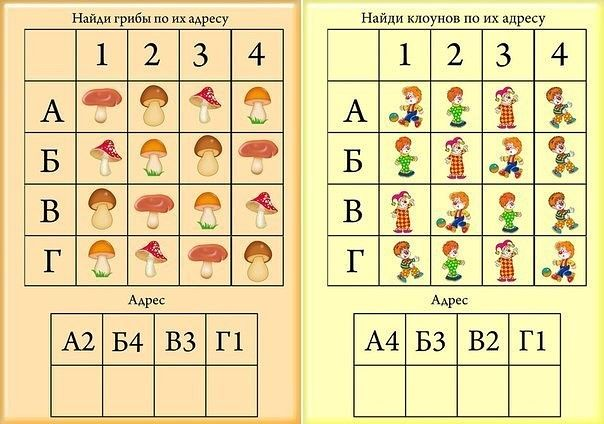 Найди грибы по их адресу
1 2 3 4
А
Б
В
Г
Адрес
А2 Б4 В3 Г1
Найди клоунов по их адресу
1 2 3 4
А
Б
В
Г
Адрес
А4 Б3 В2 Г1